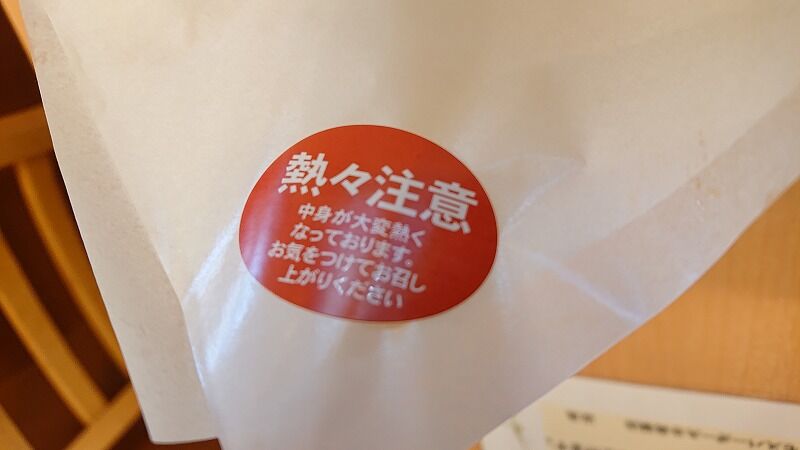 熱々注意
中身が大変熱く
なっております。
お気をつけてお召し
上がりください